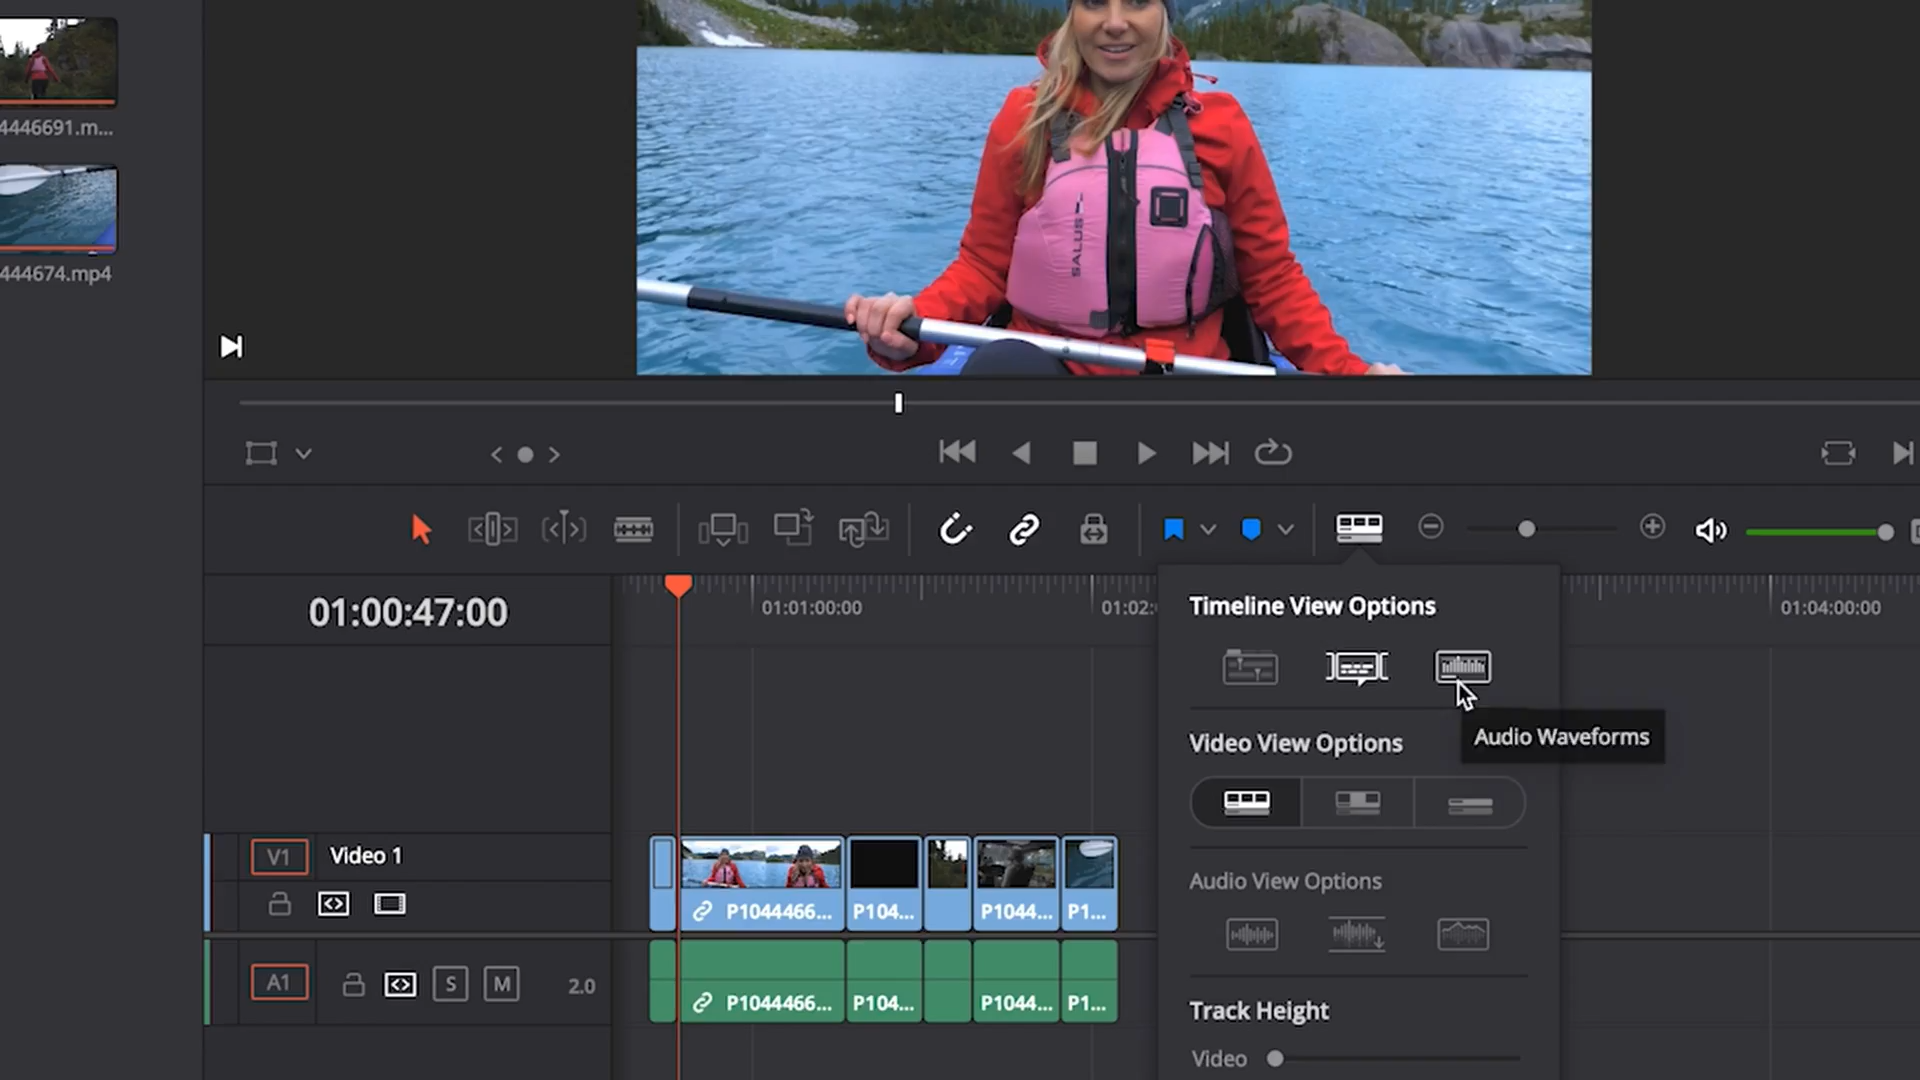 4446691.m...
444674.mp4
SALUS
01:00:47:00
01:01:00:00
01:02:
01:04:00:00
Timeline View Options
Audio Waveforms
Video View Options
Audio View Options
Track Height
Video
V1
Video 1
P1044466...
P104...
P1044...
P1...
A1
S
M
2.0
P1044466...
P104...
P1044...
P1...